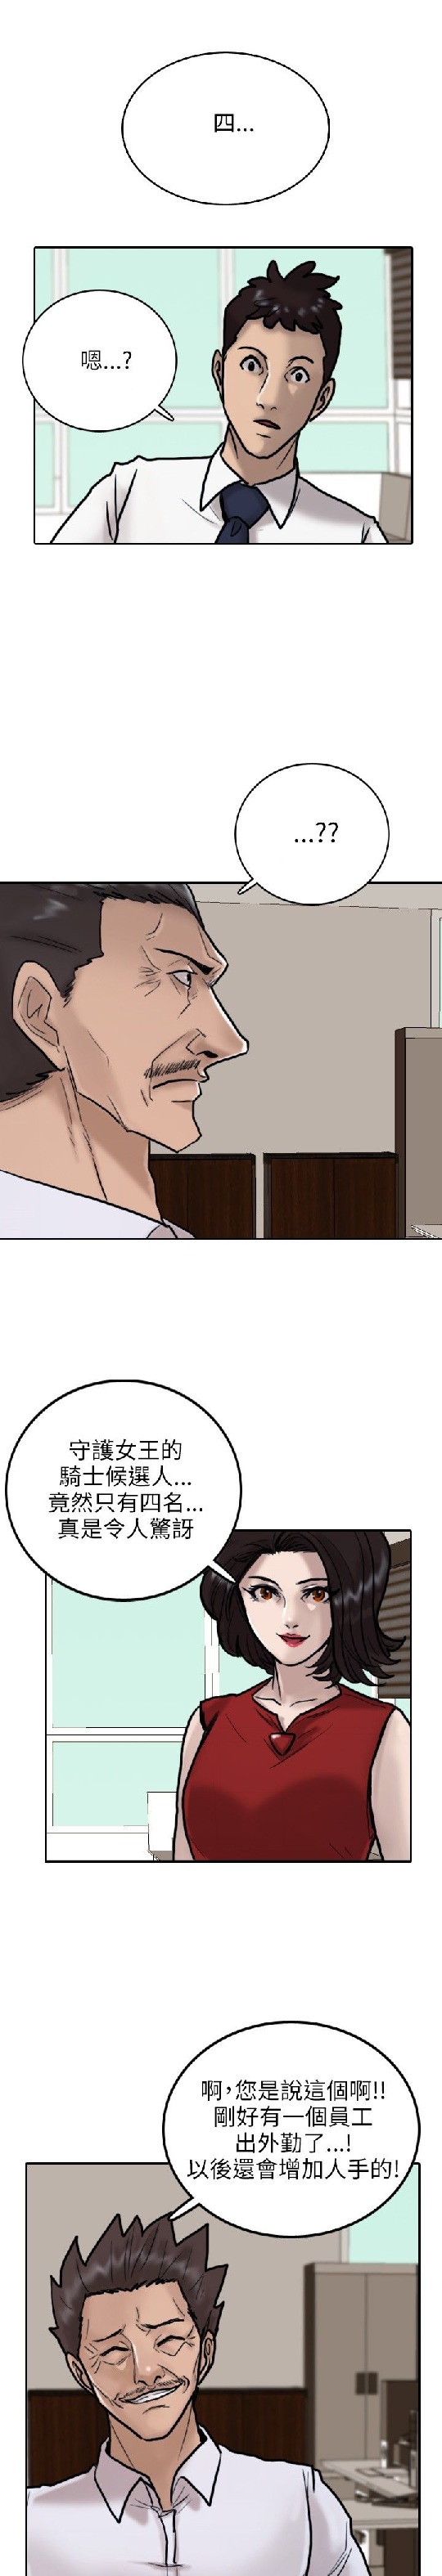 四...
嗯...?
...??
守護女王的
騎士候選人...
竟然只有四名...
真是令人驚訝
啊，您是說這個啊!!
剛好有一個員工
出外勤了...!
以後還會增加人手的!